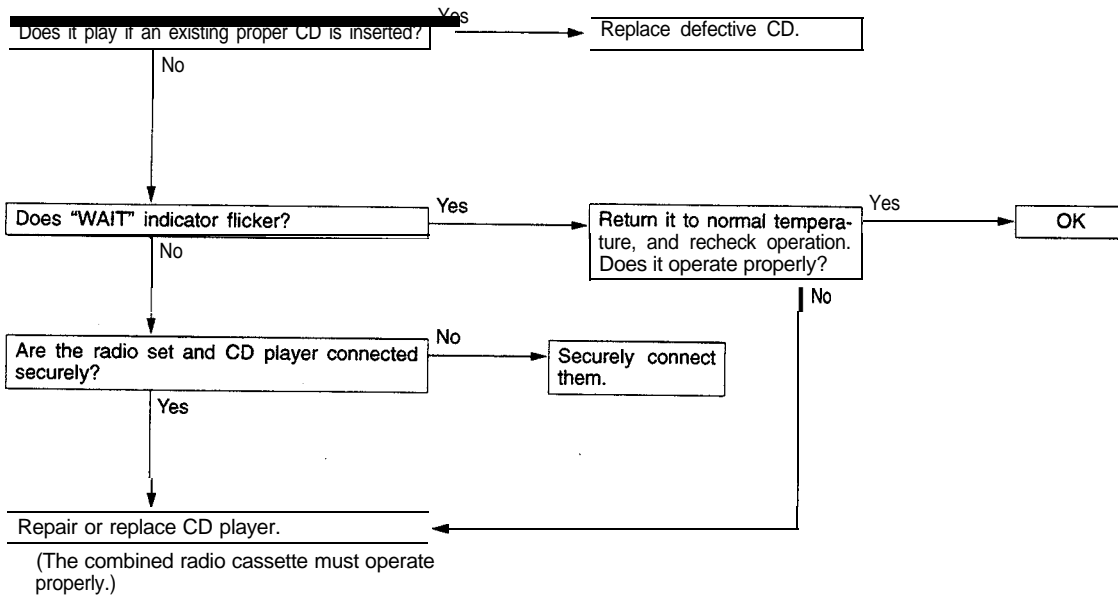 Yes
Does it play if an existing proper CD is inserted?
Replace defective CD.
No
Does “WAIT” indicator flicker?
Yes
Return it to normal tempera-
ture, and recheck operation.
Does it operate properly?
Yes
OK
No
No
Are the radio set and CD player connected
securely?
No
Securely connect
them.
Yes
Repair or replace CD player.
(The combined radio cassette must operate
properly.)